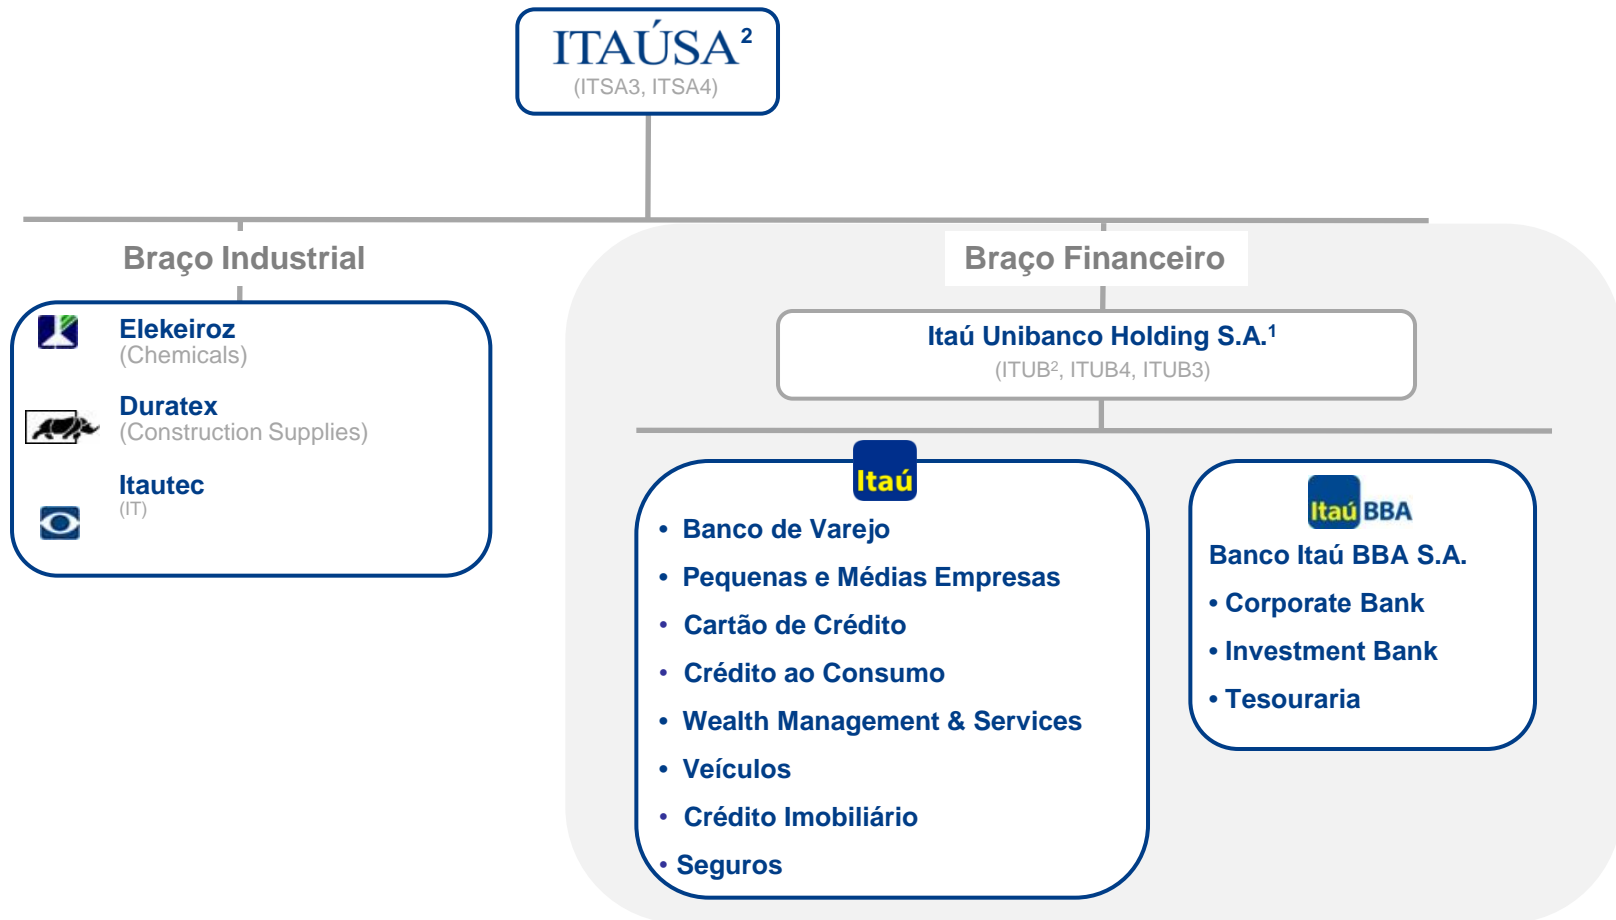 ITAÚSA²
(ITSA3, ITSA4)
Braço Industrial
Elekeiroz
(Chemicals)
Duratex
(Construction Supplies)
Itautec
(IT)
Braço Financeiro
Itaú Unibanco Holding S.A.¹
(ITUB², ITUB4, ITUB3)
Itaú
• Banco de Varejo
• Pequenas e Médias Empresas
• Cartão de Crédito
• Crédito ao Consumo
• Wealth Management & Services
• Veículos
• Crédito Imobiliário
• Seguros
Itaú BBA
Banco Itaú BBA S.A.
• Corporate Bank
• Investment Bank
• Tesouraria